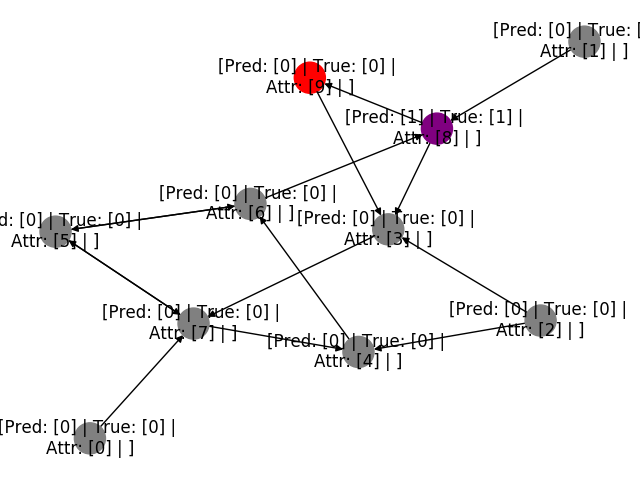 [Pred: [0] | True: [
Attr: [1] | ]
[Pred: [0] | True: [0] |
Attr: [9] | ]
[Pred: [1] | True: [1] |
Attr: [8] | ]
[Pred: [0] | True: [0] |
Attr: [6] | ]
d: [0] | True: [0] |
Attr: [5] | ]
[Pred: [0] | True: [0] |
Attr: [3] | ]
[Pred: [0] | True: [0] |
Attr: [7] | ]
[Pred: [0] | True: [0] |
Attr: [2] | ]
[Pred: [0] | True: [0] |
Attr: [4] | ]
[Pred: [0] | True: [0] |
Attr: [0] | ]